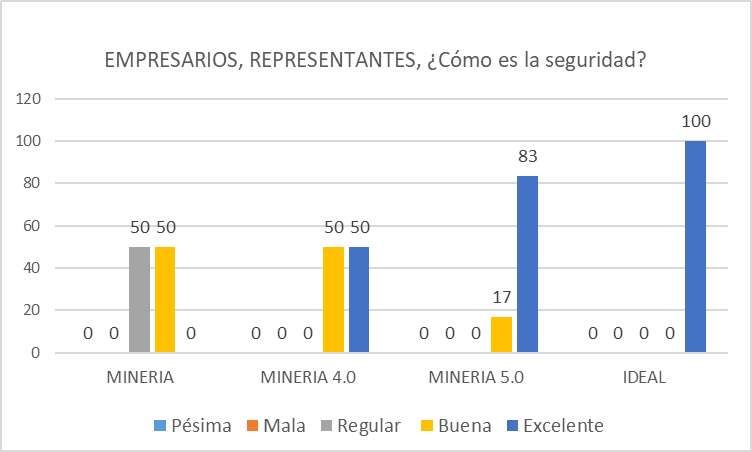 EMPRESARIOS, REPRESENTANTES, ¿Cómo es la seguridad?
120
100
80
60
40
20
0
0 0 50 50 0
0 0 0 50 50
0 0 0 17 83
0 0 0 0 100
MINERIA MINERIA 4.0 MINERIA 5.0 IDEAL
Pésima Mala Regular Buena Excelente